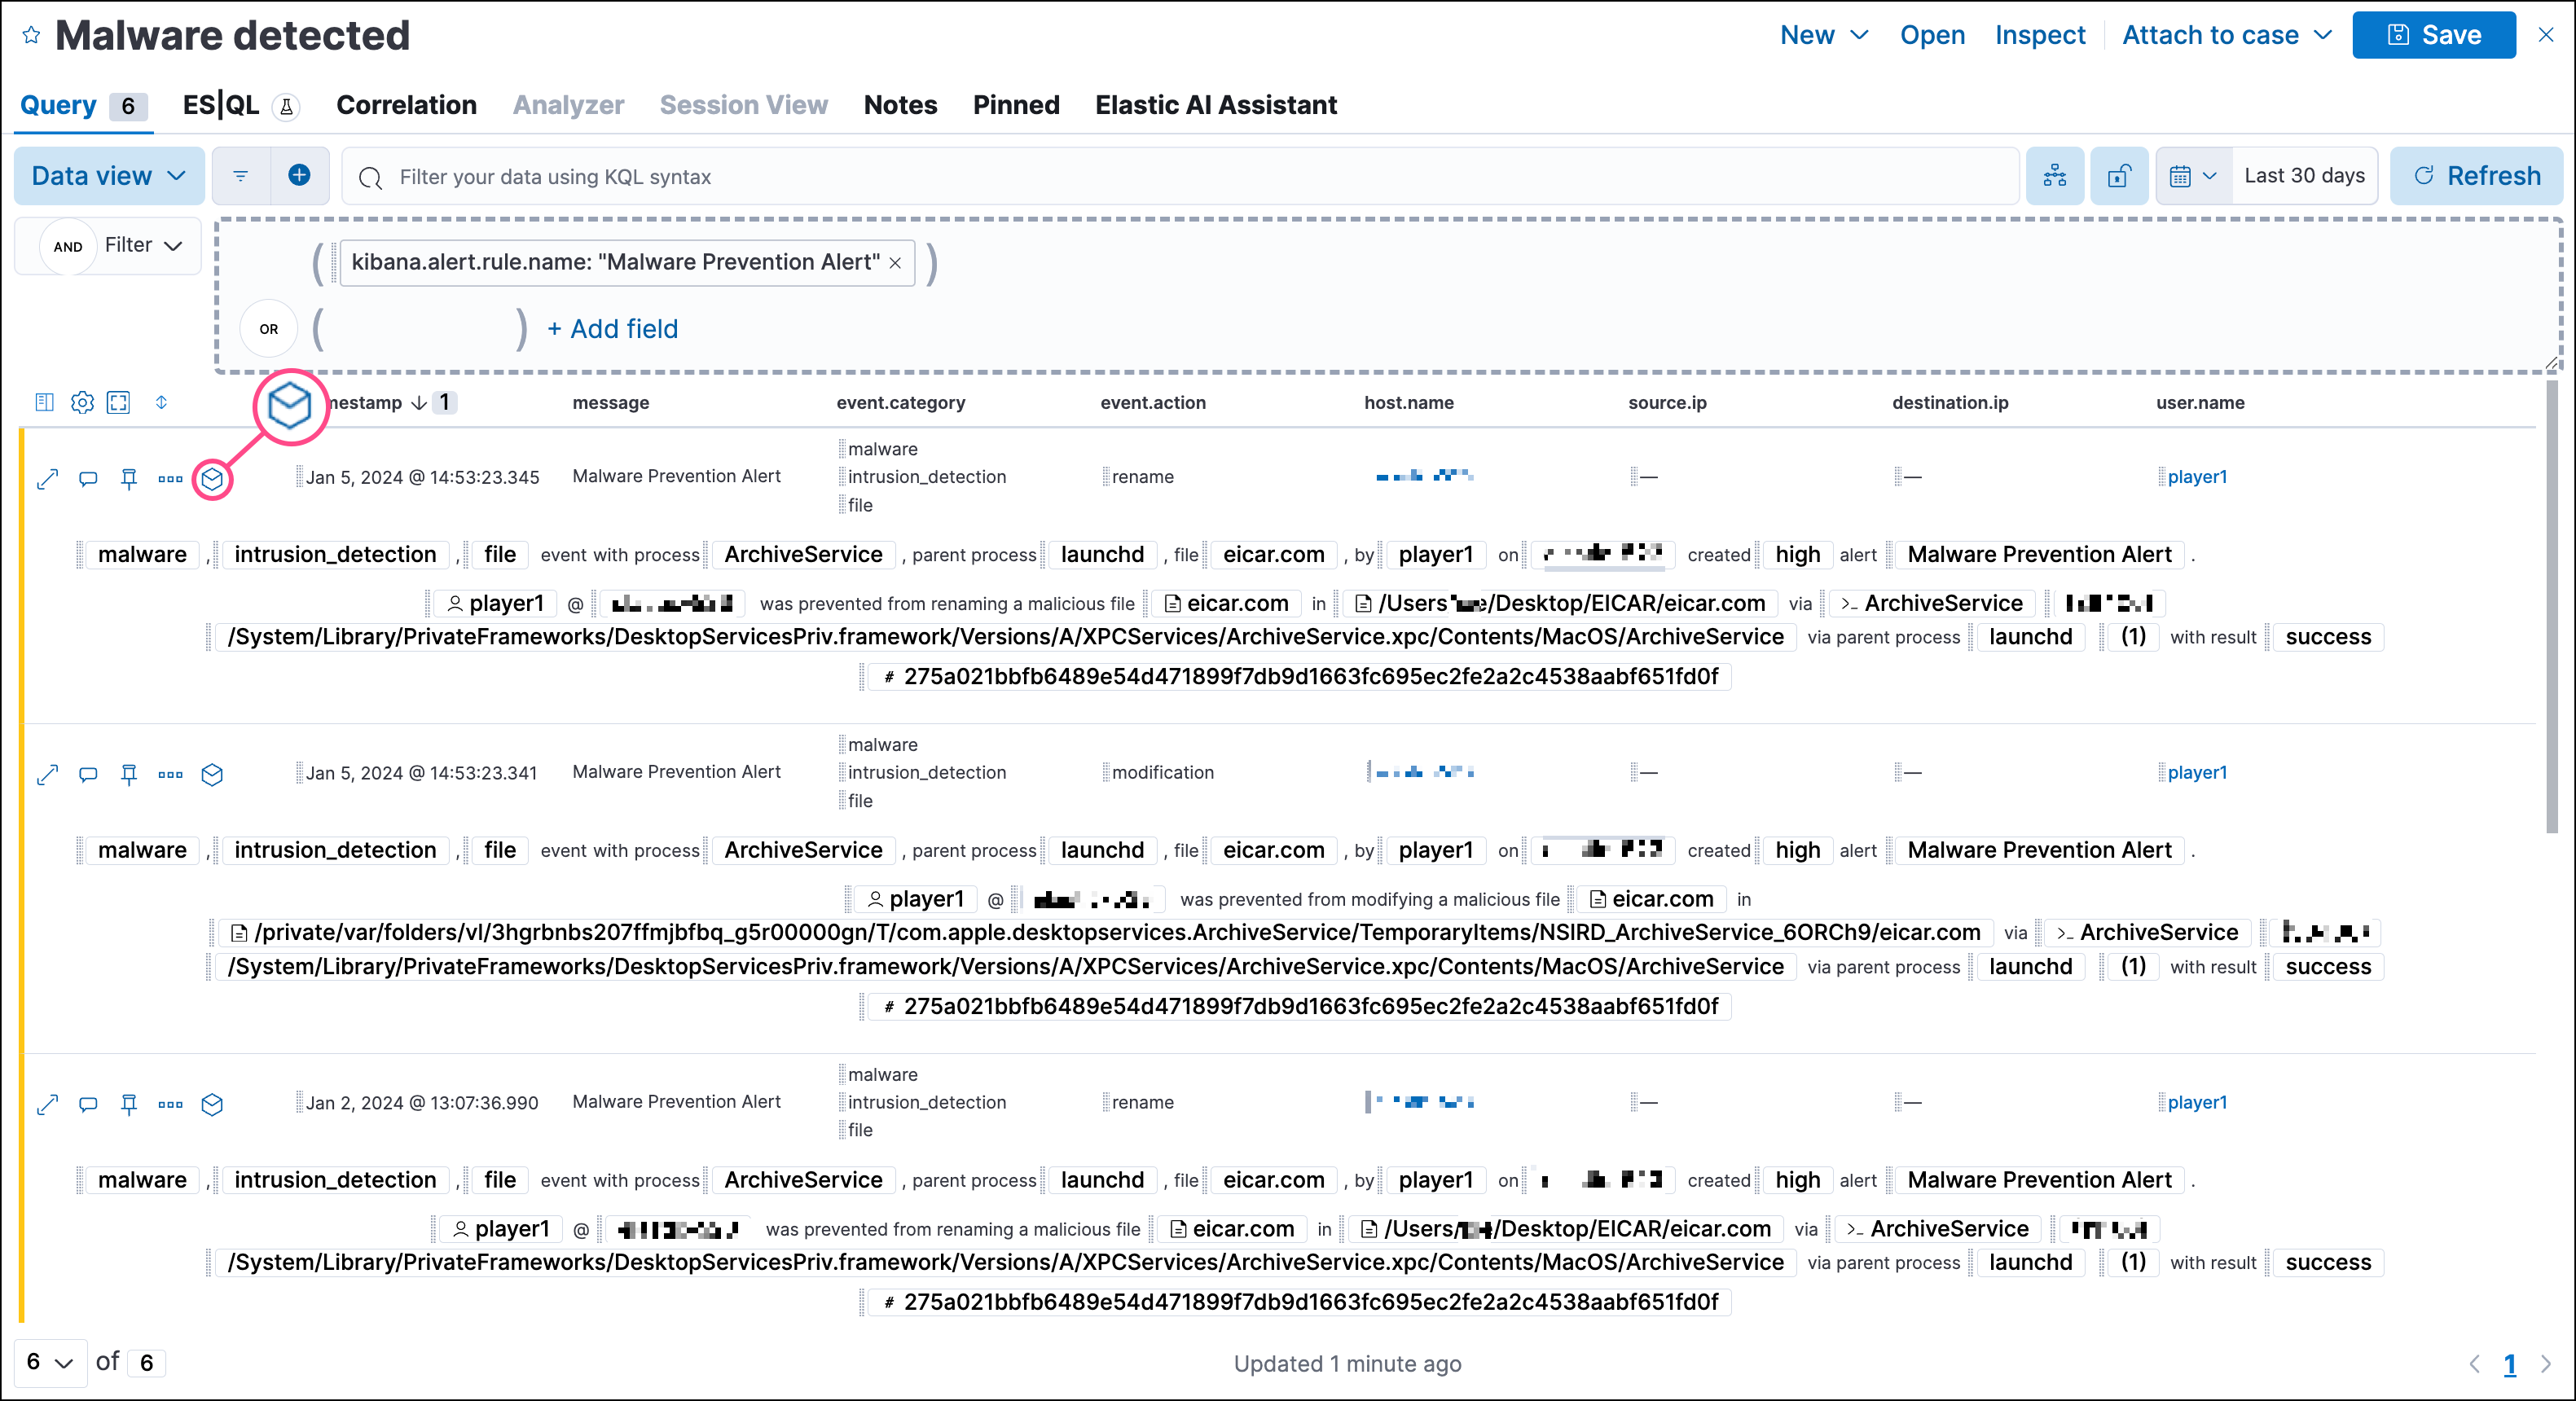 Malware detected New Open Inspect Attach to case Save
Query 6 ES|QL Correlation Analyzer Session View Notes Pinned Elastic AI Assistant
Data view Filter your data using KQL syntax Last 30 days Refresh
AND Filter
( kibana.alert.rule.name: "Malware Prevention Alert" × )
OR ( ) + Add field
mestamp 1 message event.category event.action host.name source.ip destination.ip user.name
malware
Jan 5, 2024 @ 14:53:23.345 Malware Prevention Alert intrusion_detection rename — — player1
file
malware , intrusion_detection , file event with process ArchiveService , parent process launchd , file eicar.com , by player1 on created high alert Malware Prevention Alert .
player1 @ was prevented from renaming a malicious file eicar.com in /Users /Desktop/EICAR/eicar.com via >_ ArchiveService
/System/Library/PrivateFrameworks/DesktopServicesPriv.framework/Versions/A/XPCServices/ArchiveService.xpc/Contents/MacOS/ArchiveService via parent process launchd (1) with result success
# 275a021bbfb6489e54d471899f7db9d1663fc695ec2fe2a2c4538aabf651fd0f
malware
Jan 5, 2024 @ 14:53:23.341 Malware Prevention Alert intrusion_detection modification — — player1
file
malware , intrusion_detection , file event with process ArchiveService , parent process launchd , file eicar.com , by player1 on created high alert Malware Prevention Alert .
player1 @ was prevented from modifying a malicious file eicar.com in
/private/var/folders/vl/3hgrbnbs207ffmjbfbq_g5r00000gn/T/com.apple.desktopservices.ArchiveService/TemporaryItems/NSIRD_ArchiveService_6ORCh9/eicar.com via >_ ArchiveService
/System/Library/PrivateFrameworks/DesktopServicesPriv.framework/Versions/A/XPCServices/ArchiveService.xpc/Contents/MacOS/ArchiveService via parent process launchd (1) with result success
# 275a021bbfb6489e54d471899f7db9d1663fc695ec2fe2a2c4538aabf651fd0f
malware
Jan 2, 2024 @ 13:07:36.990 Malware Prevention Alert intrusion_detection rename — — player1
file
malware , intrusion_detection , file event with process ArchiveService , parent process launchd , file eicar.com , by player1 on created high alert Malware Prevention Alert .
player1 @ was prevented from renaming a malicious file eicar.com in /Users/ /Desktop/EICAR/eicar.com via >_ ArchiveService
/System/Library/PrivateFrameworks/DesktopServicesPriv.framework/Versions/A/XPCServices/ArchiveService.xpc/Contents/MacOS/ArchiveService via parent process launchd (1) with result success
# 275a021bbfb6489e54d471899f7db9d1663fc695ec2fe2a2c4538aabf651fd0f
6 of 6 Updated 1 minute ago < 1 >